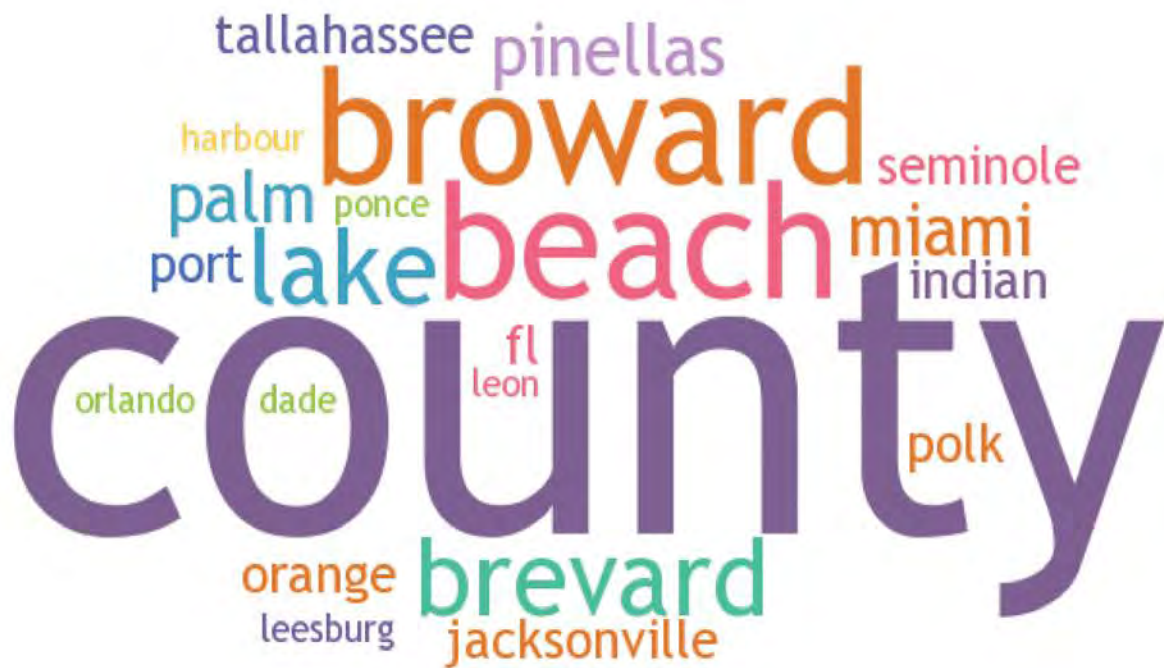 tallahassee pinellas
broward
harbour
seminole
palm ponce
beach
miami
port lake
indian
county
fl
leon
orlando dade
polk
orange brevard
leesburg jacksonville